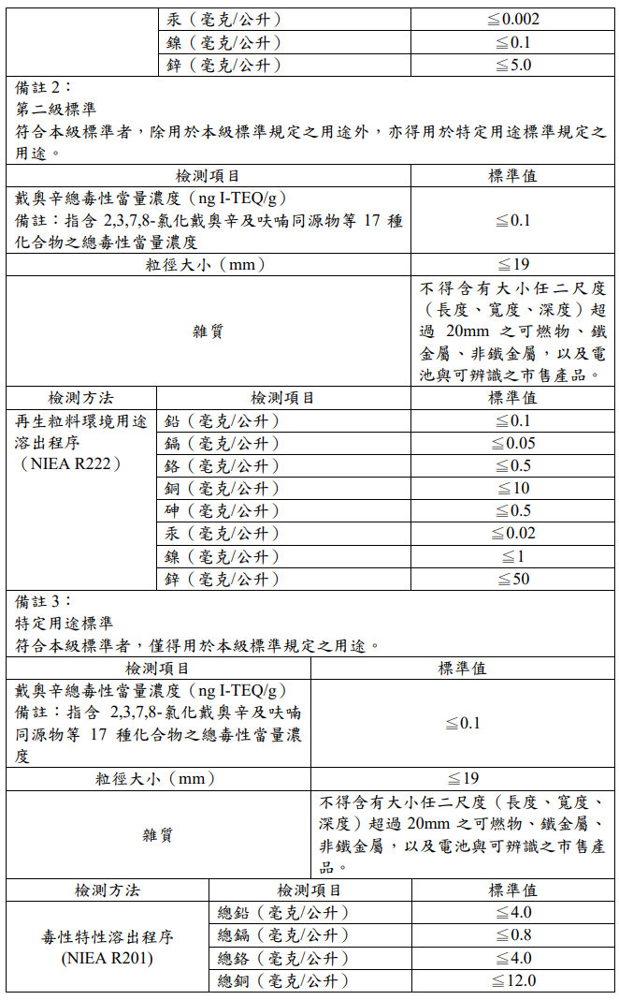 汞（毫克/公升） ≦0.002
鎳（毫克/公升） ≦0.1
鋅（毫克/公升） ≦5.0
備註 2：
第二級標準
符合本級標準者，除用於本級標準規定之用途外，亦得用於特定用途標準規定之
用途。
檢測項目 標準值
戴奧辛總毒性當量濃度（ng I-TEQ/g）
備註：指含 2,3,7,8-氯化戴奧辛及呋喃同源物等 17 種
化合物之總毒性當量濃度
≦0.1
粒徑大小（mm） ≦19
雜質
不得含有大小任二尺度
（長度、寬度、深度）超
過 20mm 之可燃物、鐵
金屬、非鐵金屬，以及電
池與可辨識之市售產品。
檢測方法 檢測項目 標準值
再生粒料環境用途
溶出程序
（NIEA R222）
鉛（毫克/公升） ≦0.1
鎘（毫克/公升） ≦0.05
鉻（毫克/公升） ≦0.5
銅（毫克/公升） ≦10
砷（毫克/公升） ≦0.5
汞（毫克/公升） ≦0.02
鎳（毫克/公升） ≦1
鋅（毫克/公升） ≦50
備註 3：
特定用途標準
符合本級標準者，僅得用於本級標準規定之用途。
檢測項目 標準值
戴奧辛總毒性當量濃度（ng I-TEQ/g）
備註：指含 2,3,7,8-氯化戴奧辛及呋喃
同源物等 17 種化合物之總毒性當量濃
度
≦0.1
粒徑大小（mm） ≦19
雜質
不得含有大小任二尺度（長度、寬度、
深度）超過 20mm 之可燃物、鐵金屬、
非鐵金屬，以及電池與可辨識之市售產
品。
檢測方法 檢測項目 標準值
毒性特性溶出程序
(NIEA R201)
總鉛（毫克/公升） ≦4.0
總鎘（毫克/公升） ≦0.8
總鉻（毫克/公升） ≦4.0
總銅（毫克/公升） ≦12.0